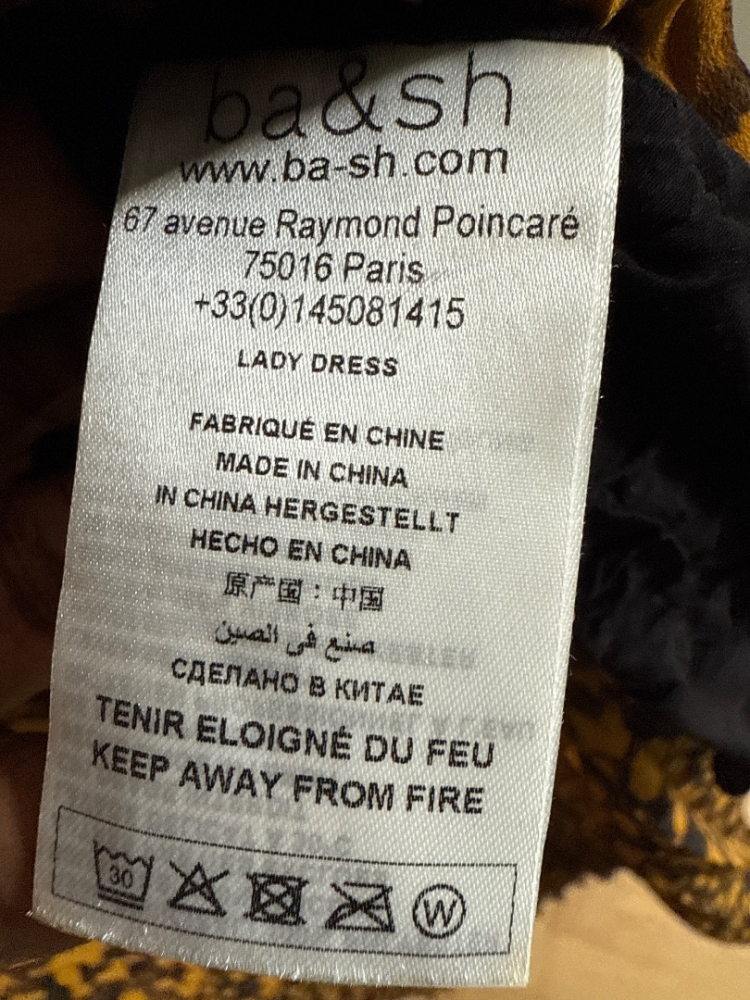 ba&sh
www.ba-sh.com
67 avenue Raymond Poincaré
75016 Paris
+33(0)145081415
LADY DRESS
FABRIQUÉ EN CHINE
MADE IN CHINA
IN CHINA HERGESTELLT
HECHO EN CHINA
原产国：中国
صنع في الصين
СДЕЛАНО В КИТАЕ
TENIR ELOIGNÉ DU FEU
KEEP AWAY FROM FIRE
30 W